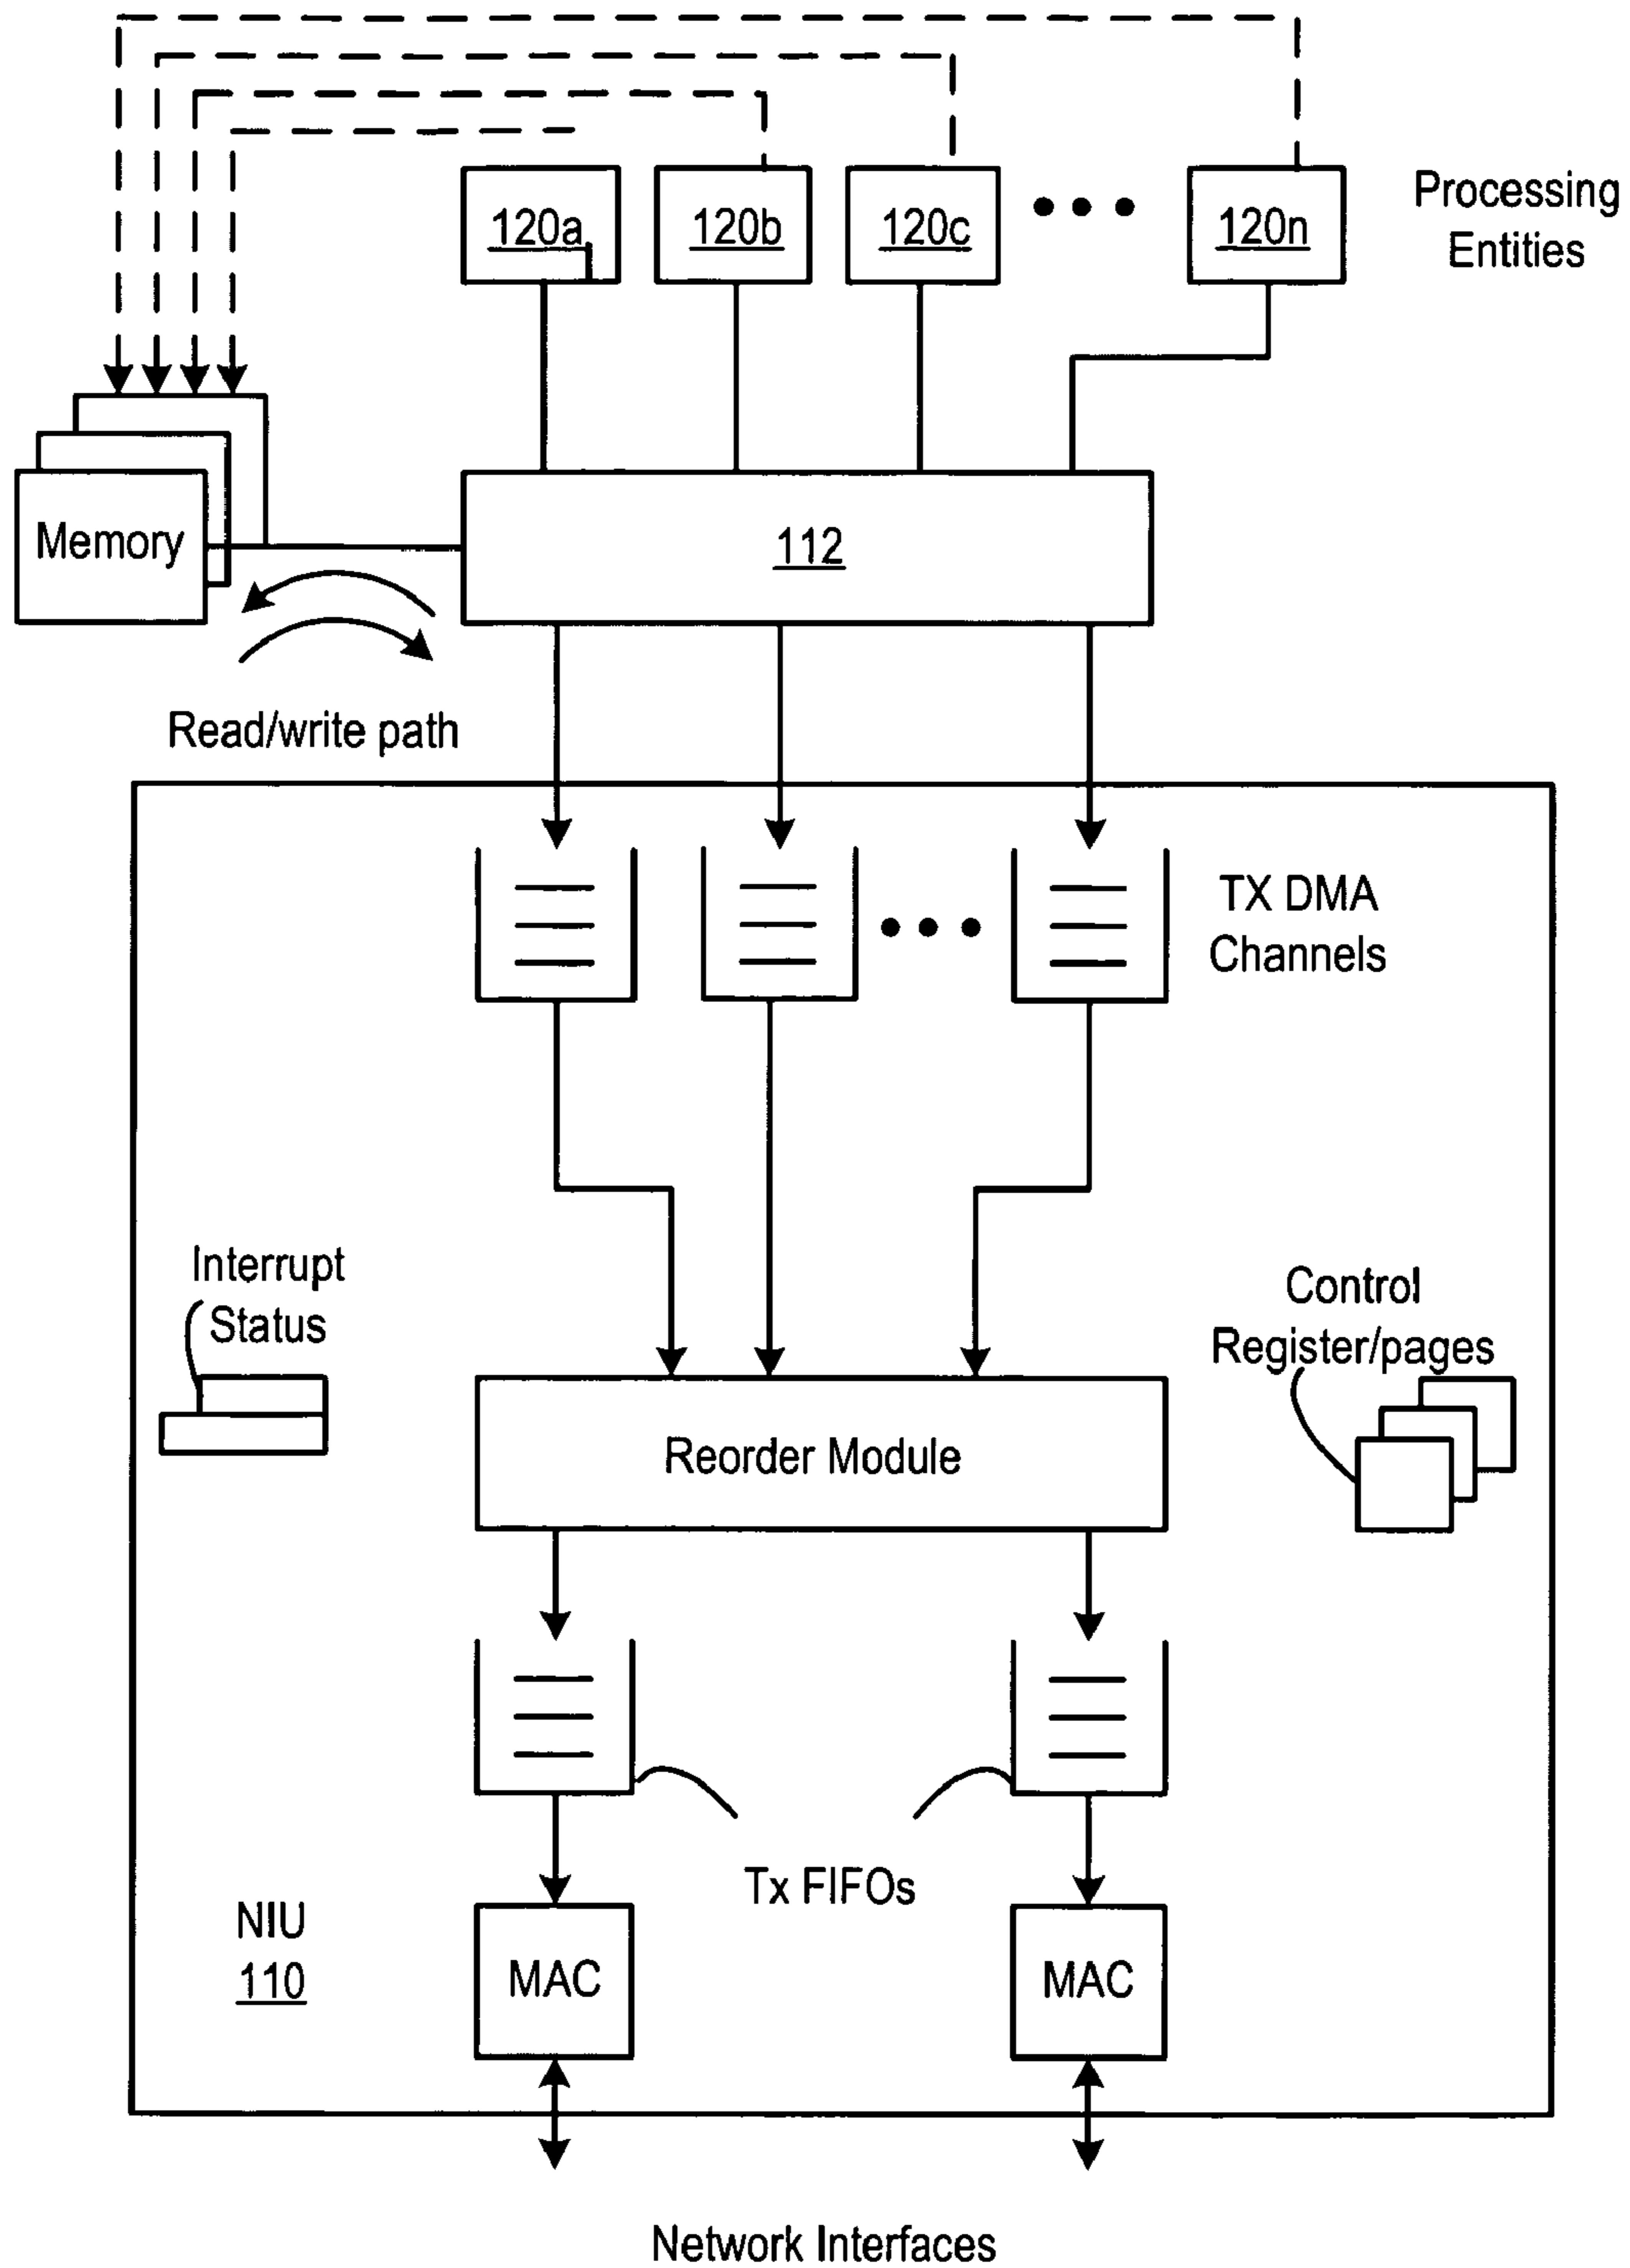 120a
120b
120c
120n
Processing
Entities
Memory
112
Read/write path
TX DMA
Channels
Interrupt
Status
Control
Register/pages
Reorder Module
Tx FIFOs
NIU
110
MAC
MAC
Network Interfaces